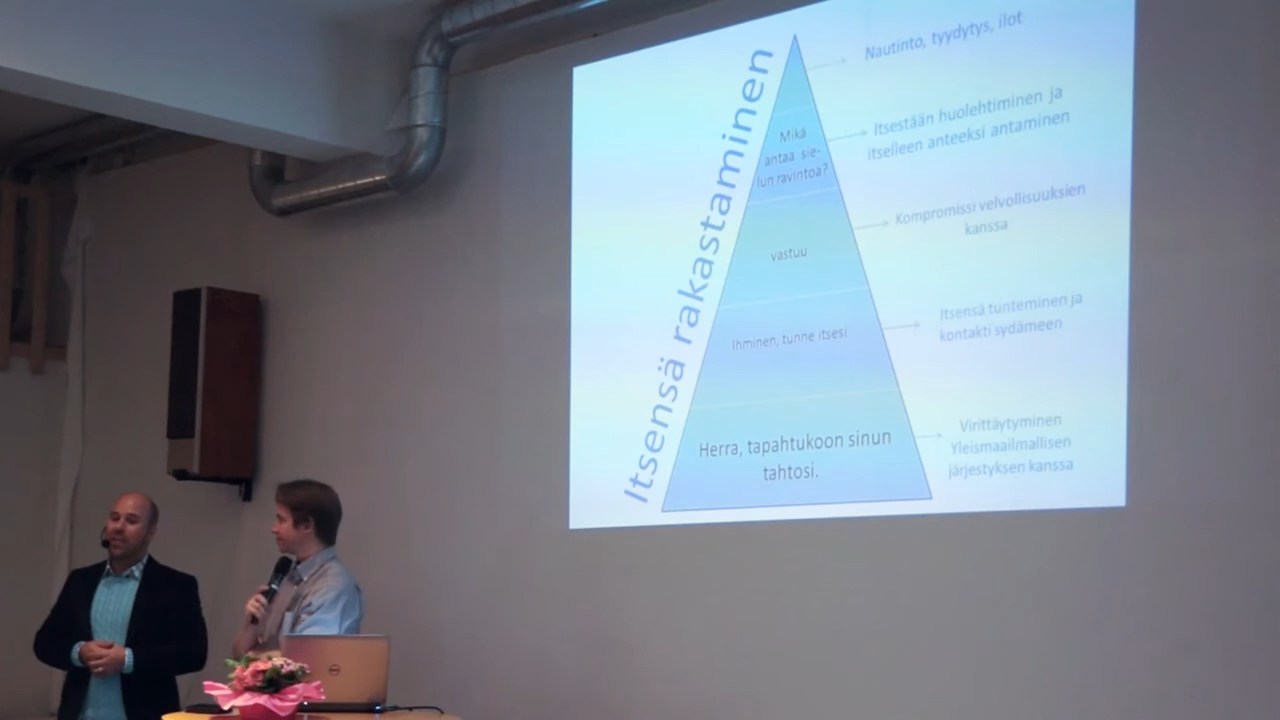 Itsensä rakastaminen
Nautinto, tyydytys, ilot
Mikä
antaa sie-
lun ravintoa?
Itsestään huolehtiminen ja
itselleen anteeksi antaminen
vastuu
Kompromissi velvollisuuksien
kanssa
Ihminen, tunne itsesi
Itsensä tunteminen ja
kontakti sydämeen
Herra, tapahtukoon sinun
tahtosi.
Virittäytyminen
Yleismaailmallisen
järjestyksen kanssa
DELL